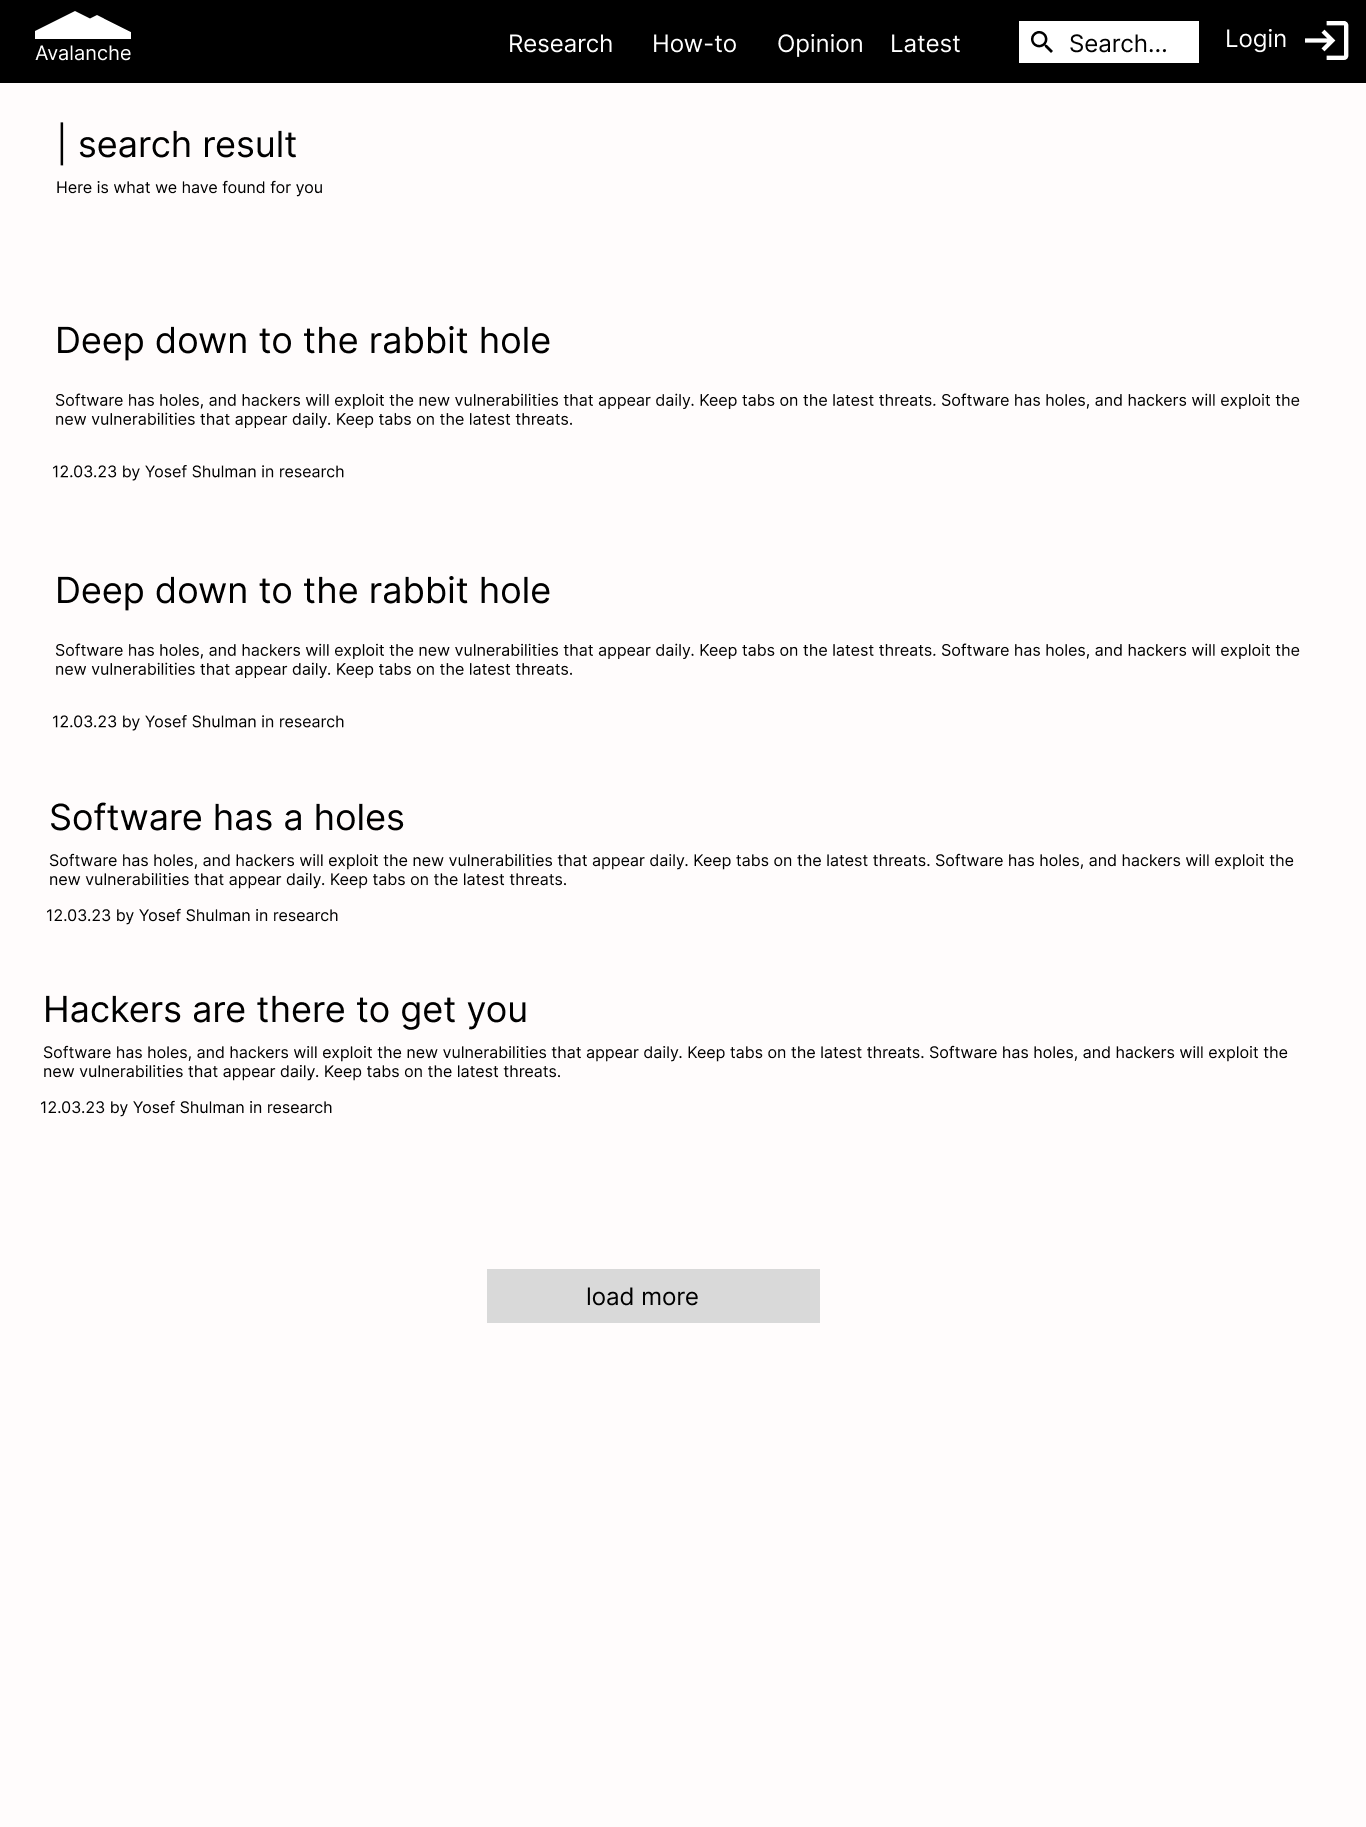 Avalanche
Research How-to Opinion Latest Search... Login
| search result
Here is what we have found for you
Deep down to the rabbit hole
Software has holes, and hackers will exploit the new vulnerabilities that appear daily. Keep tabs on the latest threats. Software has holes, and hackers will exploit the
new vulnerabilities that appear daily. Keep tabs on the latest threats.
12.03.23 by Yosef Shulman in research
Deep down to the rabbit hole
Software has holes, and hackers will exploit the new vulnerabilities that appear daily. Keep tabs on the latest threats. Software has holes, and hackers will exploit the
new vulnerabilities that appear daily. Keep tabs on the latest threats.
12.03.23 by Yosef Shulman in research
Software has a holes
Software has holes, and hackers will exploit the new vulnerabilities that appear daily. Keep tabs on the latest threats. Software has holes, and hackers will exploit the
new vulnerabilities that appear daily. Keep tabs on the latest threats.
12.03.23 by Yosef Shulman in research
Hackers are there to get you
Software has holes, and hackers will exploit the new vulnerabilities that appear daily. Keep tabs on the latest threats. Software has holes, and hackers will exploit the
new vulnerabilities that appear daily. Keep tabs on the latest threats.
12.03.23 by Yosef Shulman in research
load more